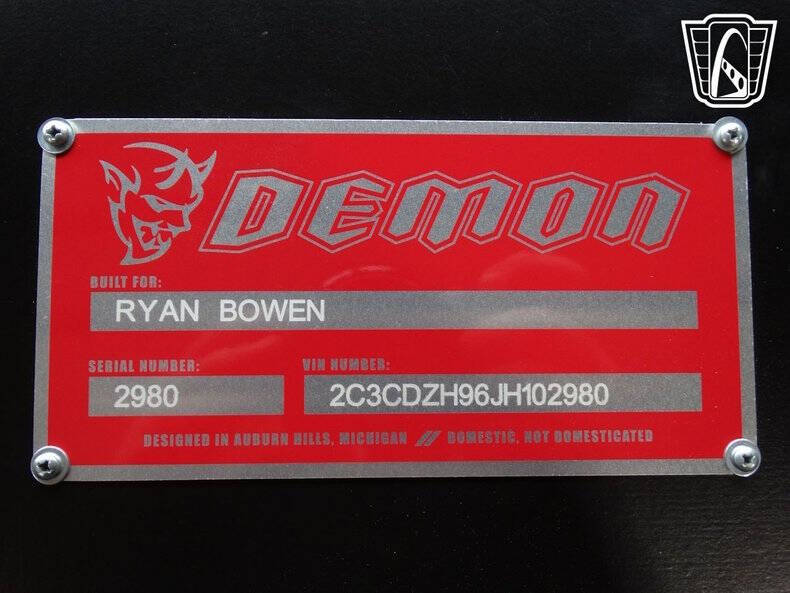 DEMON
BUILT FOR:
RYAN BOWEN
SERIAL NUMBER: VIN NUMBER:
2980 2C3CDZH96JH102980
DESIGNED IN AUBURN HILLS, MICHIGAN // DOMESTIC, NOT DOMESTICATED